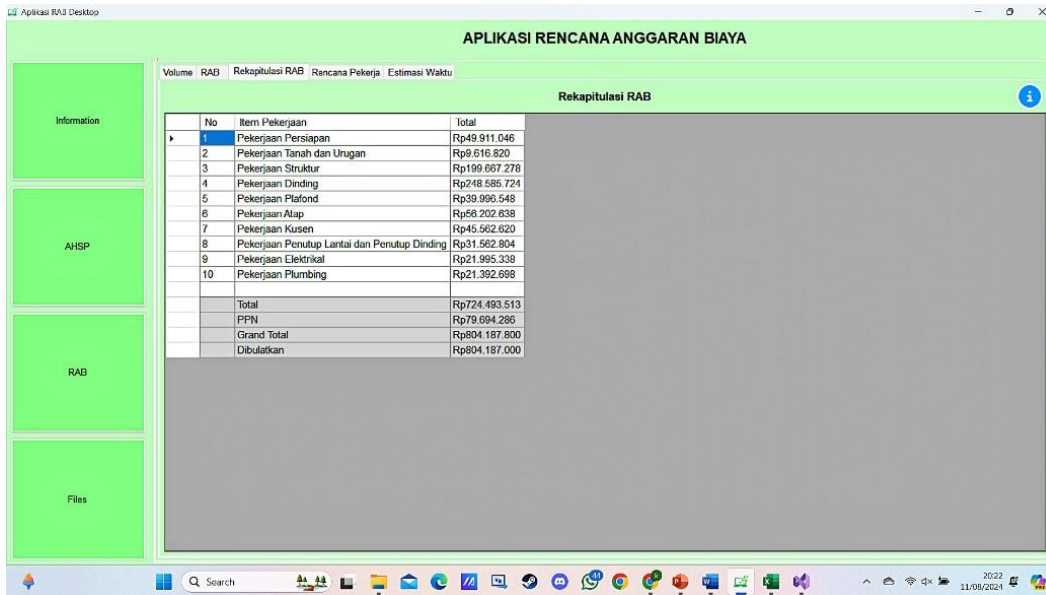 Aplikasi RAB Desktop
APLIKASI RENCANA ANGGARAN BIAYA
Information
AHSP
RAB
Files
Volume RAB Rekapitulasi RAB Rencana Pekerja Estimasi Waktu
Rekapitulasi RAB
No Item Pekerjaan Total
1 Pekerjaan Persiapan Rp49.911.046
2 Pekerjaan Tanah dan Urugan Rp9.616.820
3 Pekerjaan Struktur Rp199.667.278
4 Pekerjaan Dinding Rp248.585.724
5 Pekerjaan Plafond Rp39.996.548
6 Pekerjaan Atap Rp56.202.638
7 Pekerjaan Kusen Rp45.562.620
8 Pekerjaan Penutup Lantai dan Penutup Dinding Rp31.562.804
9 Pekerjaan Elektrikal Rp21.995.338
10 Pekerjaan Plumbing Rp21.392.698
Total Rp724.493.513
PPN Rp79.694.286
Grand Total Rp804.187.800
Dibulatkan Rp804.187.000
Search
20:22
11/08/2024